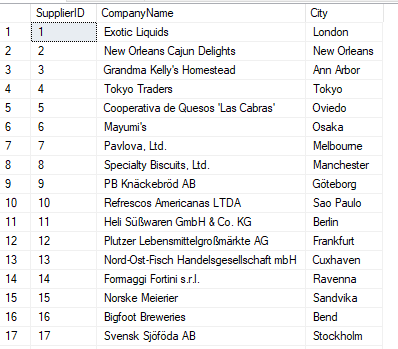 SupplierID CompanyName City
1 1 Exotic Liquids London
2 2 New Orleans Cajun Delights New Orleans
3 3 Grandma Kelly's Homestead Ann Arbor
4 4 Tokyo Traders Tokyo
5 5 Cooperativa de Quesos 'Las Cabras' Oviedo
6 6 Mayumi's Osaka
7 7 Pavlova, Ltd. Melbourne
8 8 Specialty Biscuits, Ltd. Manchester
9 9 PB Knäckebröd AB Göteborg
10 10 Refrescos Americanas LTDA Sao Paulo
11 11 Heli Süßwaren GmbH & Co. KG Berlin
12 12 Plutzer Lebensmittelgroßmärkte AG Frankfurt
13 13 Nord-Ost-Fisch Handelsgesellschaft mbH Cuxhaven
14 14 Formaggi Fortini s.r.l. Ravenna
15 15 Norske Meierier Sandvika
16 16 Bigfoot Breweries Bend
17 17 Svensk Sjöföda AB Stockholm